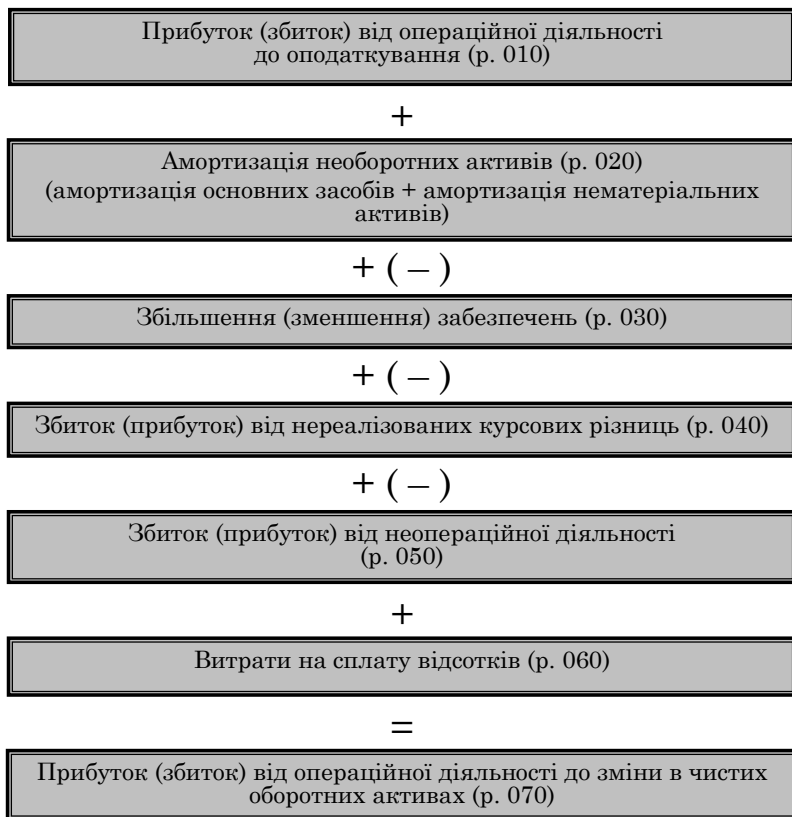 Прибуток (збиток) від операційної діяльності
до оподаткування (р. 010)
+
Амортизація необоротних активів (р. 020)
(амортизація основних засобів + амортизація нематеріальних
активів)
+ ( – )
Збільшення (зменшення) забезпечень (р. 030)
+ ( – )
Збиток (прибуток) від нереалізованих курсових різниць (р. 040)
+ ( – )
Збиток (прибуток) від неопераційної діяльності
(р. 050)
+
Витрати на сплату відсотків (р. 060)
=
Прибуток (збиток) від операційної діяльності до зміни в чистих
оборотних активах (р. 070)